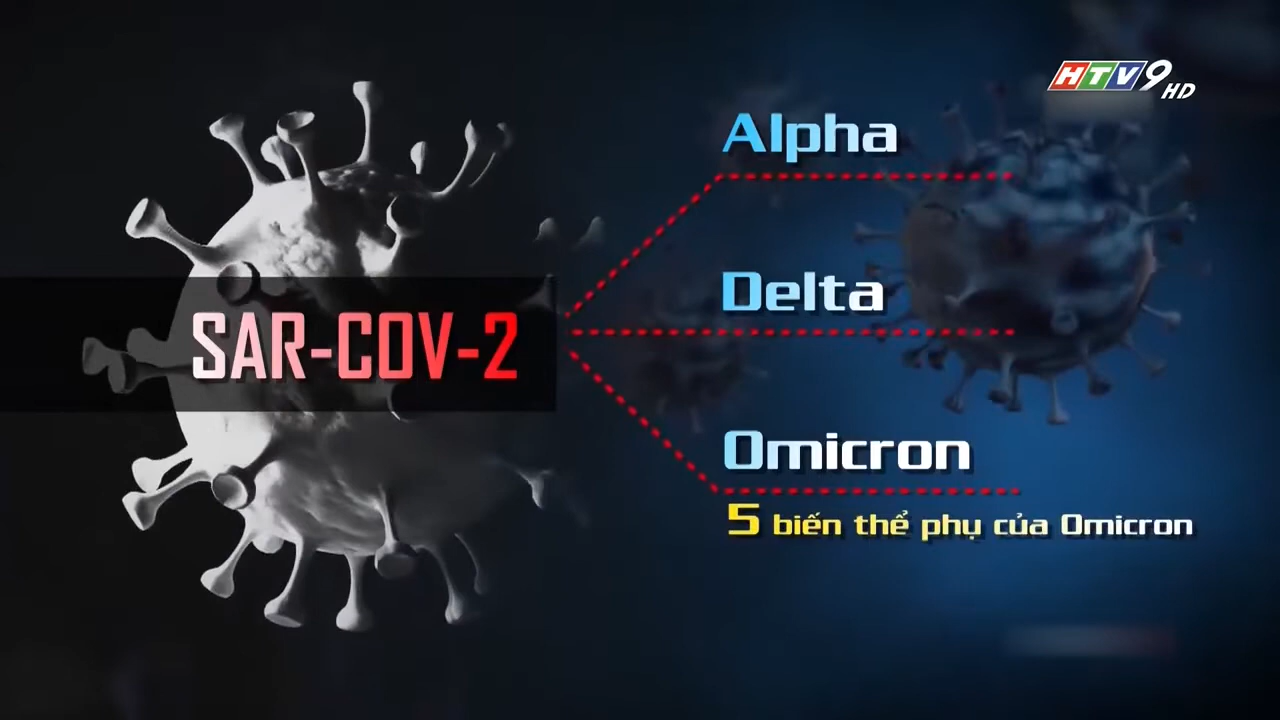 HTV9 HD
Alpha
Delta
SAR-COV-2
Omicron
5 biến thể phụ của Omicron